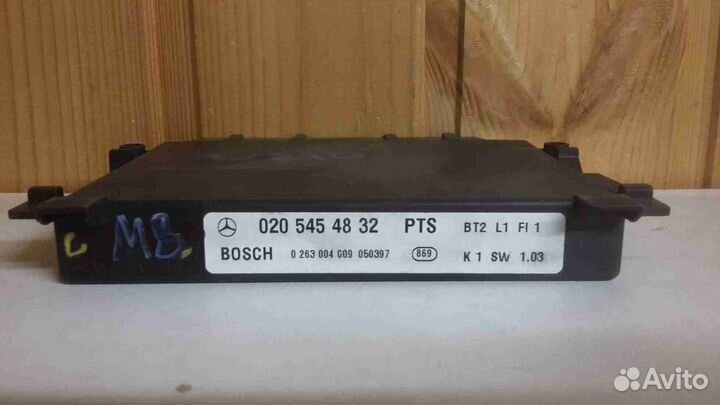 020 545 48 32 PTS BT2 L1 FI 1
BOSCH 0 263 004 G09 050397 869 K 1 SW 1.03
C MB
Avito